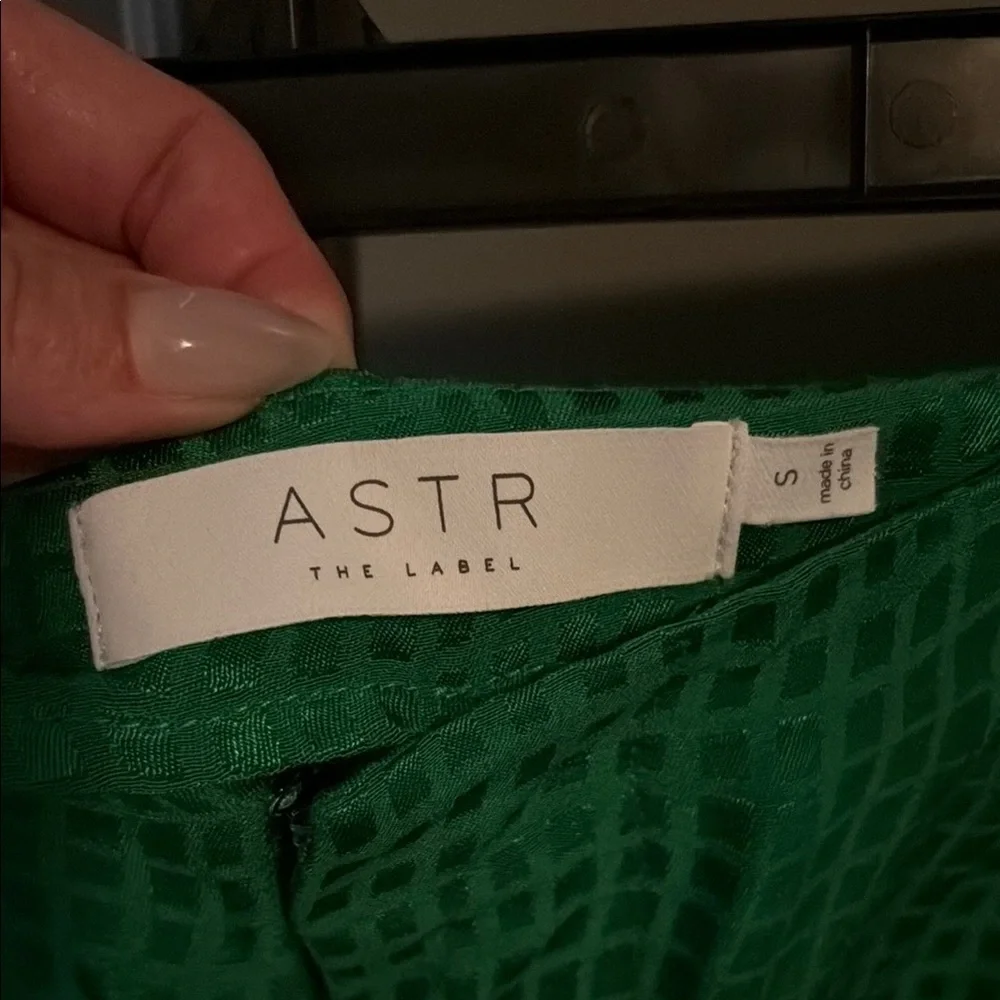 ASTR
THE LABEL
S
made in
china